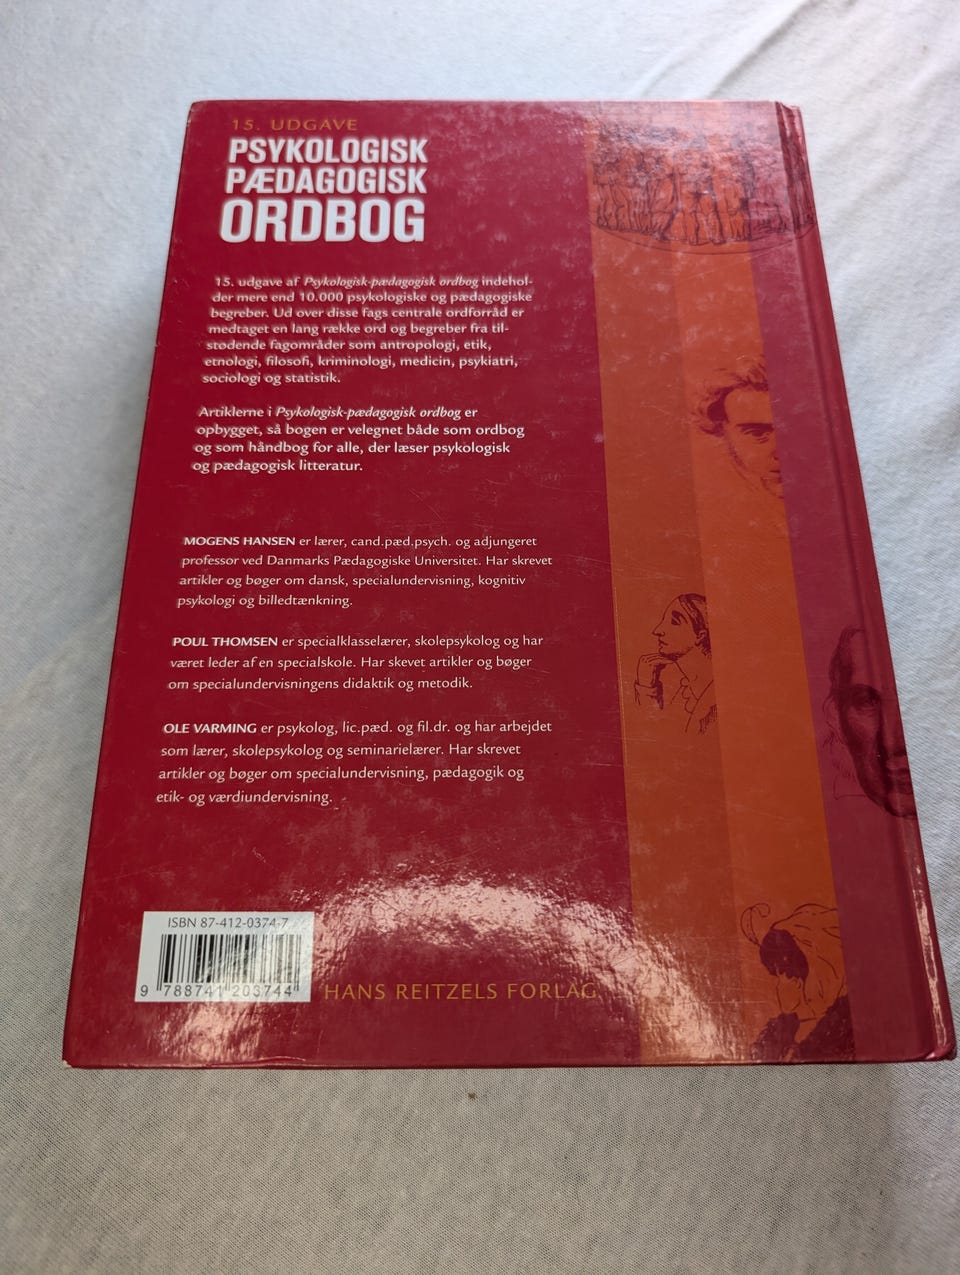 15. UDGAVE
PSYKOLOGISK
PÆDAGOGISK
ORDBOG
15. udgave af Psykologisk-pædagogisk ordbog indehol-
der mere end 10.000 psykologiske og pædagogiske
begreber. Ud over disse fags centrale ordforråd er
medtaget en lang række ord og begreber fra til-
stødende fagområder som antropologi, etik,
etnologi, filosofi, kriminologi, medicin, psykiatri,
sociologi og statistik.
Artiklerne i Psykologisk-pædagogisk ordbog er
opbygget, så bogen er velegnet både som ordbog
og som håndbog for alle, der læser psykologisk
og pædagogisk litteratur.
MOGENS HANSEN er lærer, cand.pæd.psych. og adjungeret
professor ved Danmarks Pædagogiske Universitet. Har skrevet
artikler og bøger om dansk, specialundervisning, kognitiv
psykologi og billedtænkning.
POUL THOMSEN er specialklasselærer, skolepsykolog og har
været leder af en specialskole. Har skevet artikler og bøger
om specialundervisningens didaktik og metodik.
OLE VARMING er psykolog, lic.pæd. og fil.dr. og har arbejdet
som lærer, skolepsykolog og seminarielærer. Har skrevet
artikler og bøger om specialundervisning, pædagogik og
etik- og værdiundervisning.
ISBN 87-412-0374-7
9 788741 203744
HANS REITZELS FORLAG